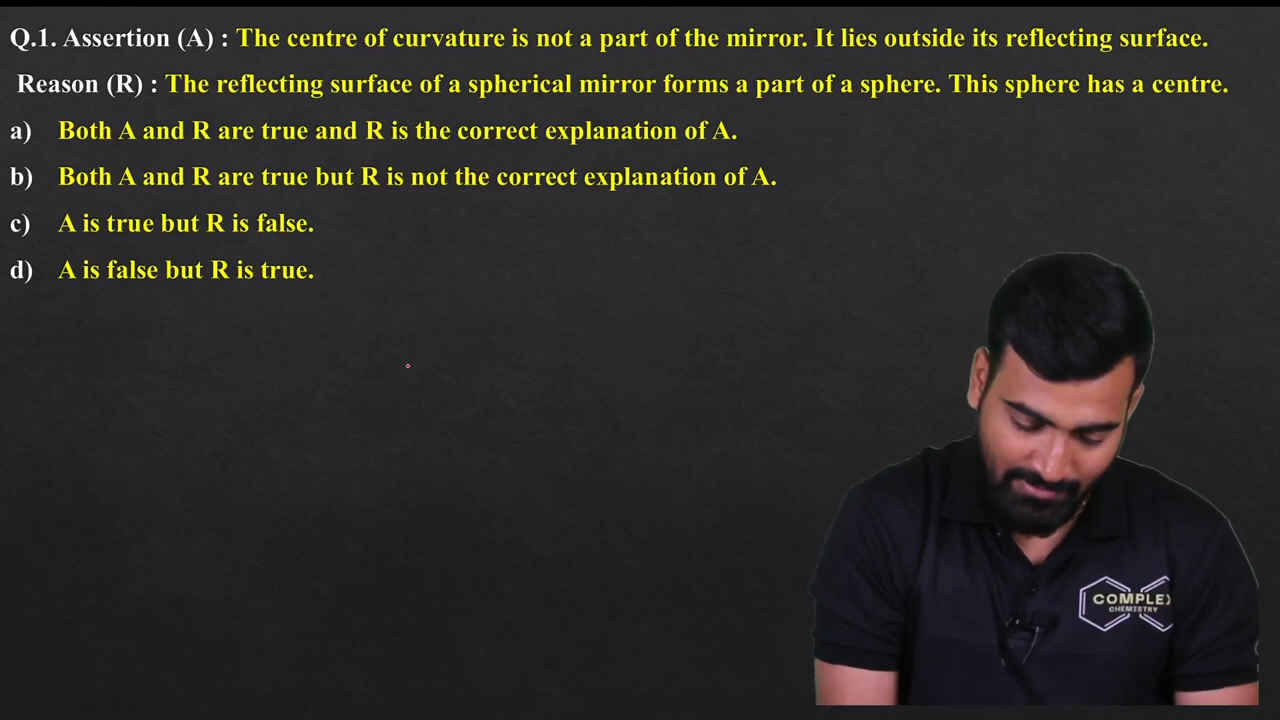 Q.1. Assertion (A) : The centre of curvature is not a part of the mirror. It lies outside its reflecting surface.
Reason (R) : The reflecting surface of a spherical mirror forms a part of a sphere. This sphere has a centre.
a) Both A and R are true and R is the correct explanation of A.
b) Both A and R are true but R is not the correct explanation of A.
c) A is true but R is false.
d) A is false but R is true.
COMPLEX
CHEMISTRY